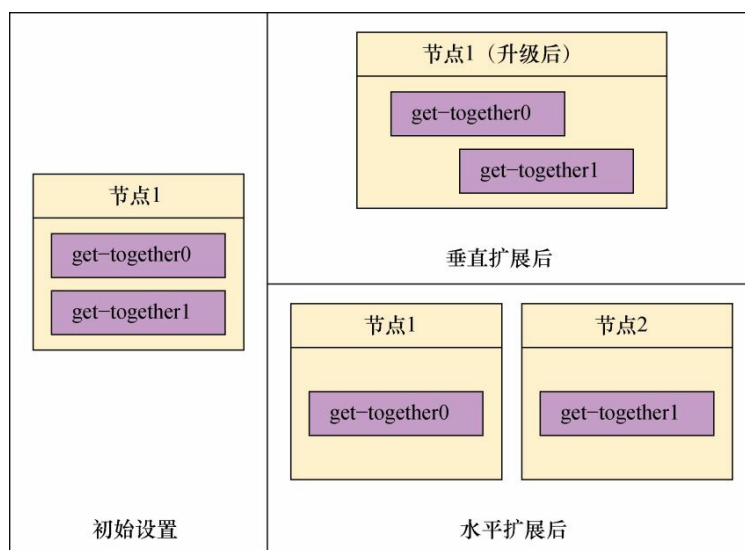 节点1
get-together0
get-together1
初始设置
节点1（升级后）
get-together0
get-together1
垂直扩展后
节点1
get-together0
节点2
get-together1
水平扩展后